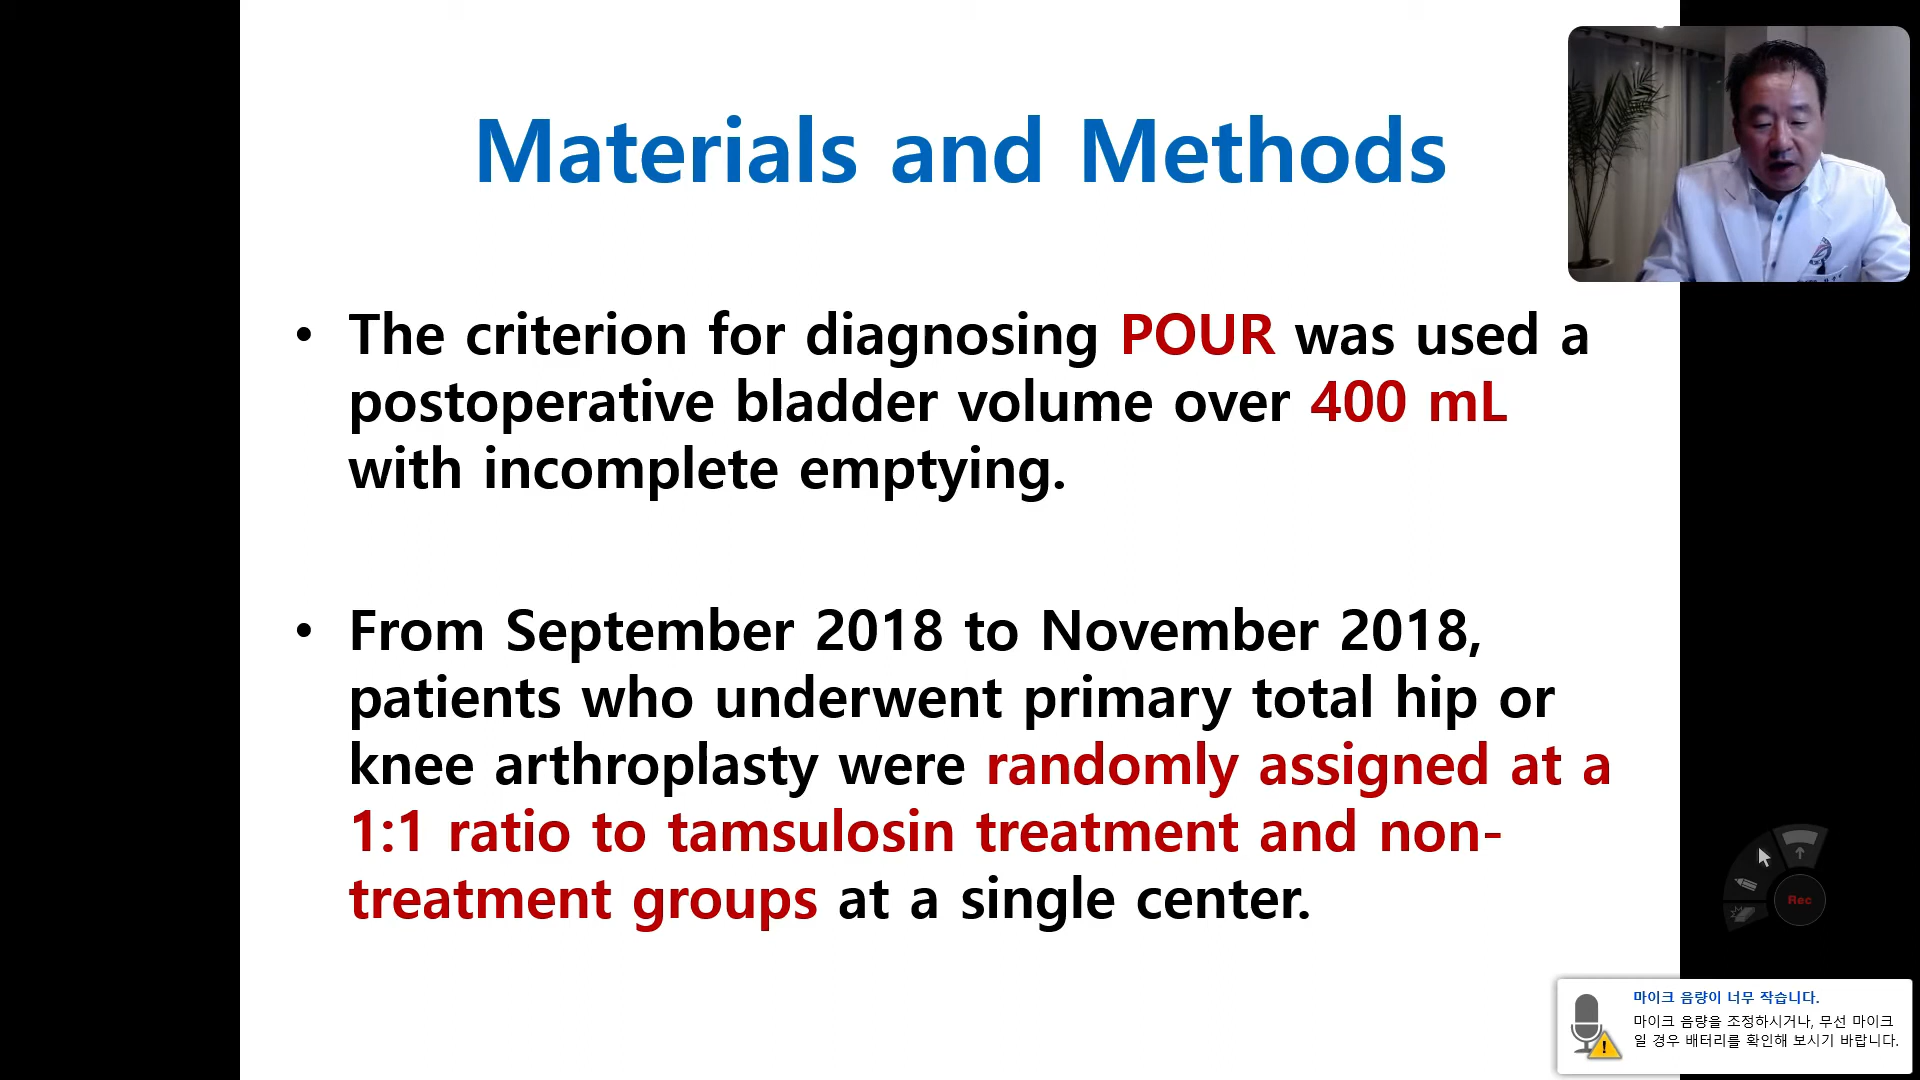 Materials and Methods
• The criterion for diagnosing POUR was used a
postoperative bladder volume over 400 mL
with incomplete emptying.
• From September 2018 to November 2018,
patients who underwent primary total hip or
knee arthroplasty were randomly assigned at a
1:1 ratio to tamsulosin treatment and non-
treatment groups at a single center.
Rec
마이크 음량이 너무 작습니다.
마이크 음량을 조정하시거나, 무선 마이크
일 경우 배터리를 확인해 보시기 바랍니다.